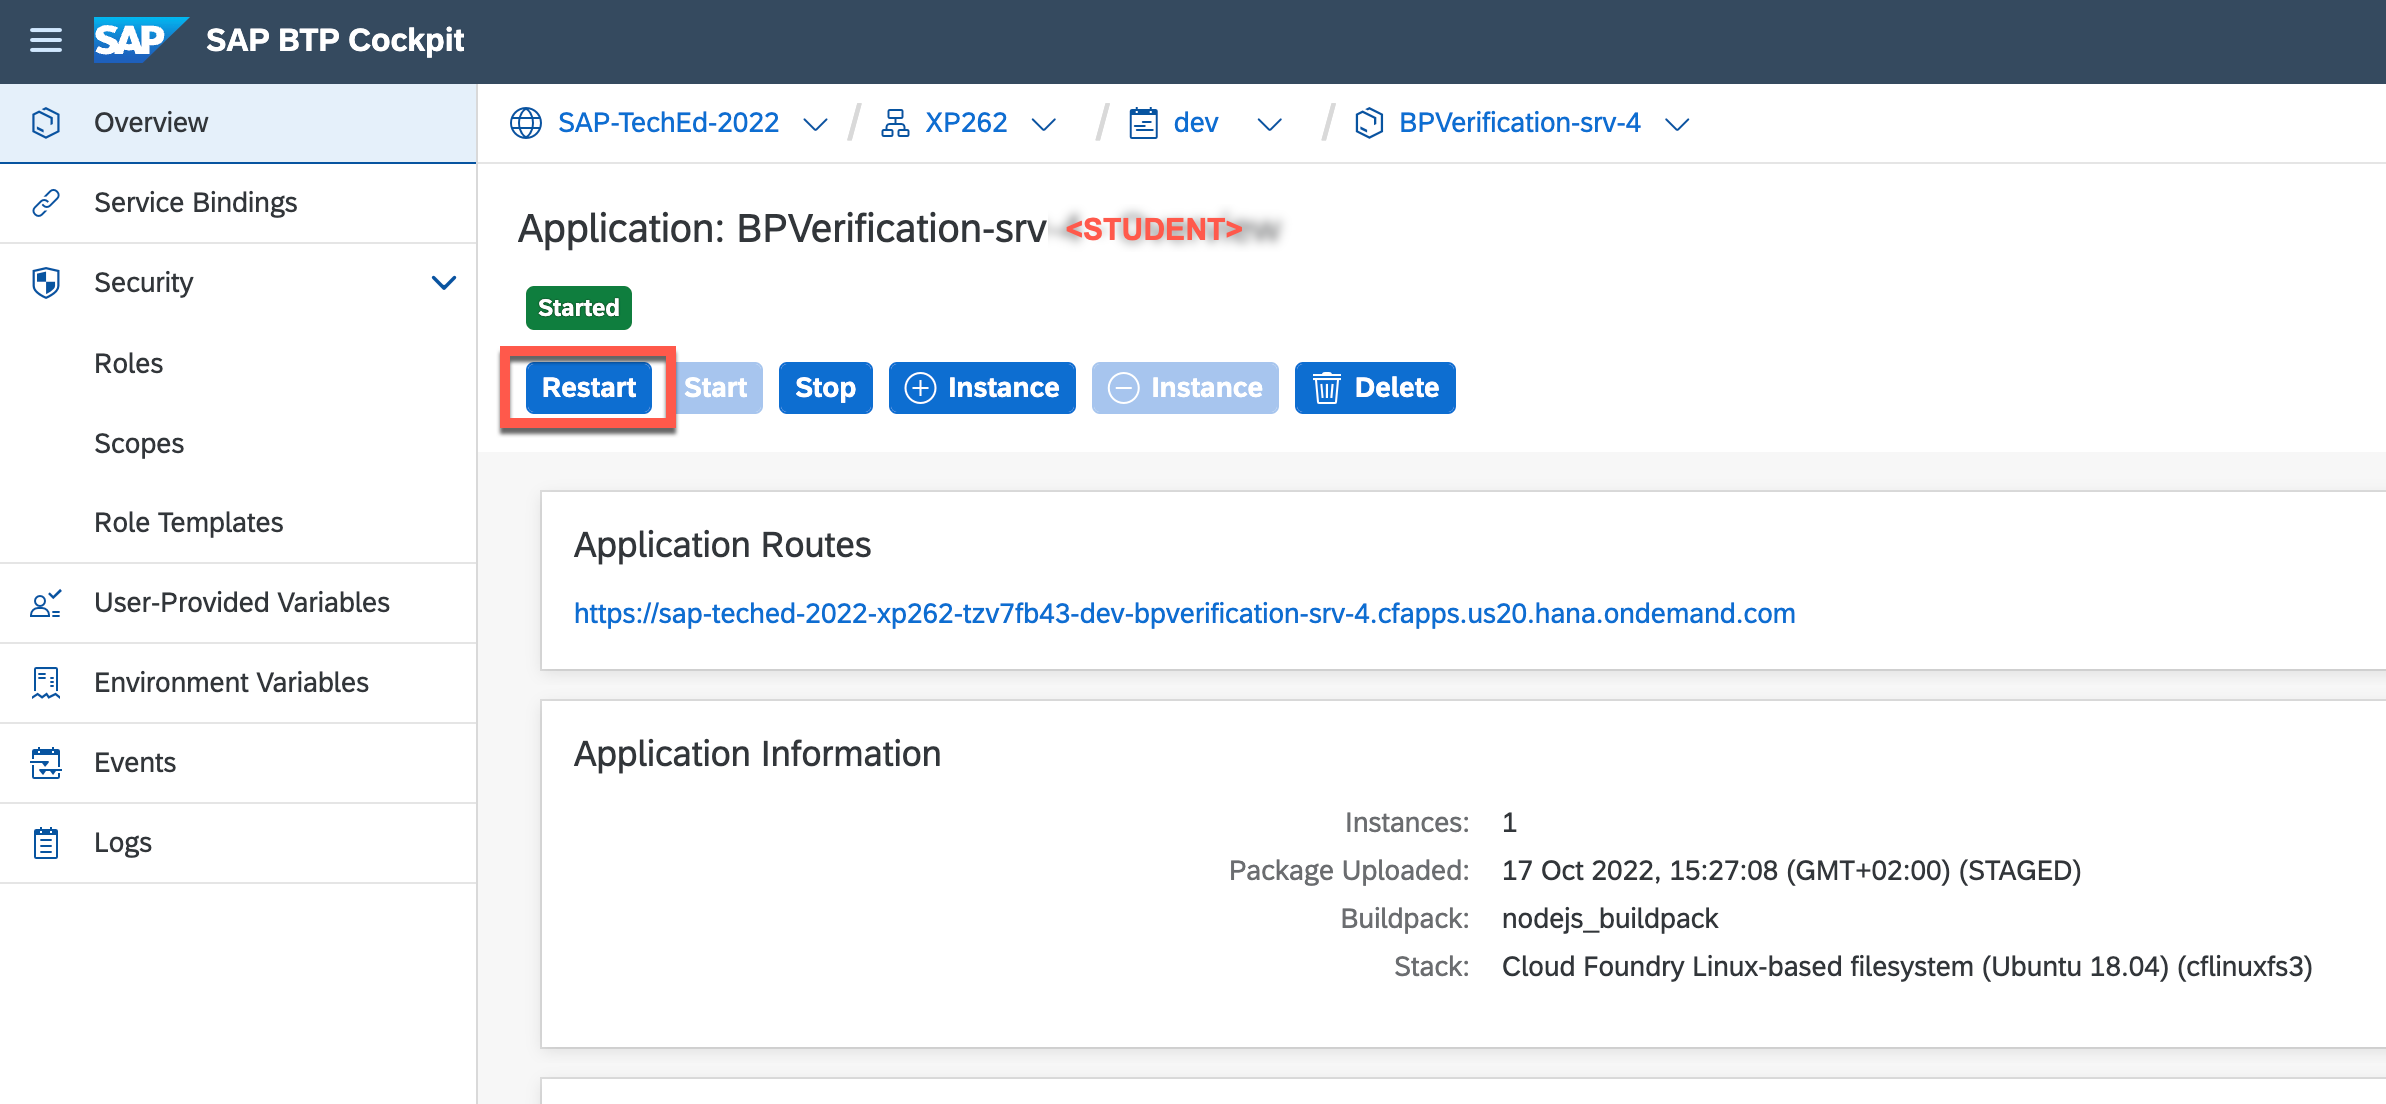 SAP SAP BTP Cockpit
Overview
Service Bindings
Security
Roles
Scopes
Role Templates
User-Provided Variables
Environment Variables
Events
Logs
SAP-TechEd-2022 / XP262 / dev / BPVerification-srv-4
Application: BPVerification-srv <STUDENT>
Started
Restart Start Stop Instance Instance Delete
Application Routes
https://sap-teched-2022-xp262-tzv7fb43-dev-bpverification-srv-4.cfapps.us20.hana.ondemand.com
Application Information
Instances: 1
Package Uploaded: 17 Oct 2022, 15:27:08 (GMT+02:00) (STAGED)
Buildpack: nodejs_buildpack
Stack: Cloud Foundry Linux-based filesystem (Ubuntu 18.04) (cflinuxfs3)